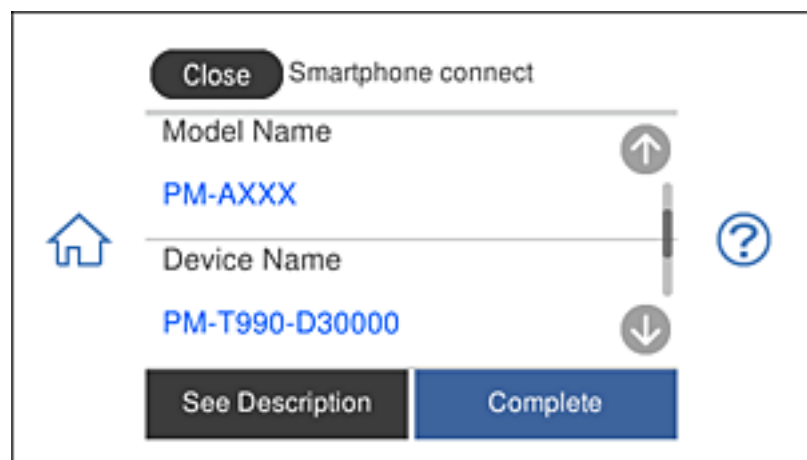 Close Smartphone connect
Model Name
PM-AXXX
Device Name
PM-T990-D30000
See Description Complete